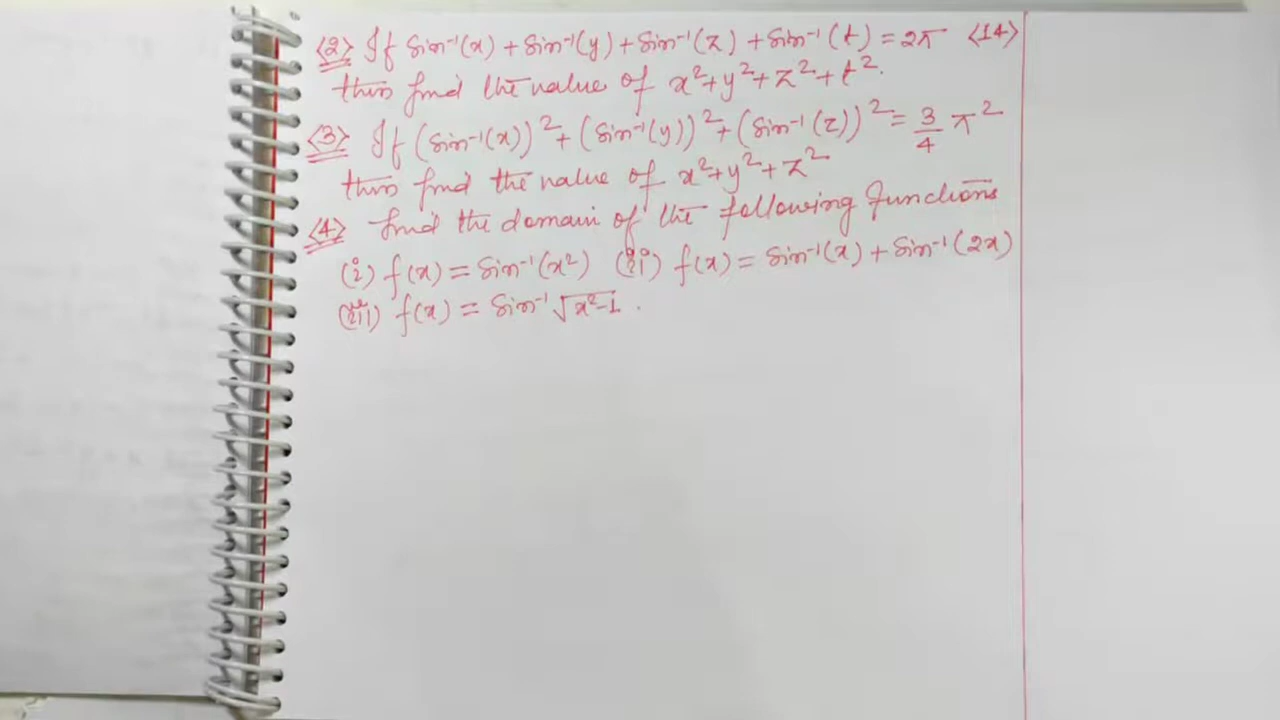 <2> If Sin⁻¹(x) + Sin⁻¹(y) + Sin⁻¹(z) + Sin⁻¹(t) = 2π <14>
then find the value of x²+y²+z²+t².
<3> If (Sin⁻¹(x))² + (Sin⁻¹(y))² + (Sin⁻¹(z))² = 3/4 π²
then find the value of x²+y²+z²
<4> find the domain of the following functions
(i) f(x) = Sin⁻¹(x²) (ii) f(x) = Sin⁻¹(x) + Sin⁻¹(2x)
(iii) f(x) = Sin⁻¹ √x²-1 .